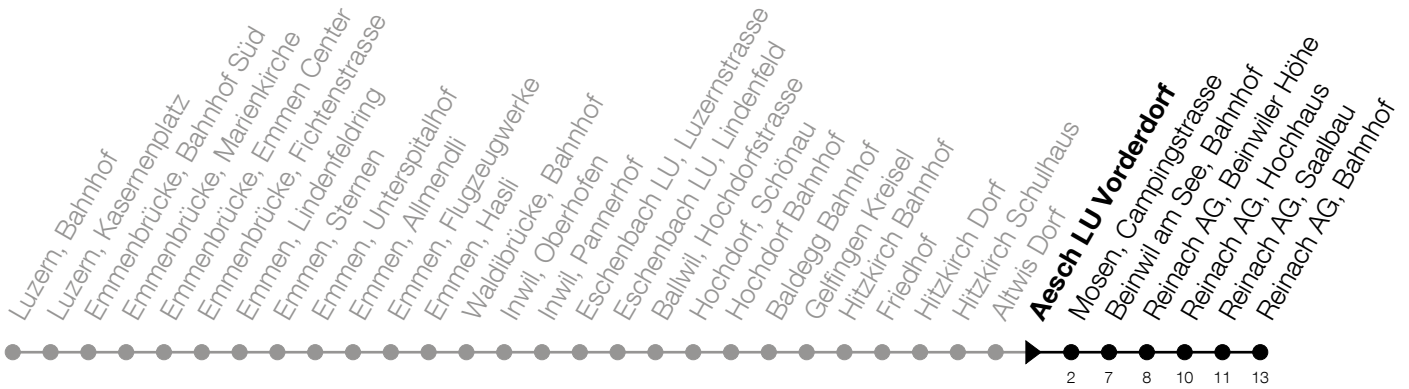 Luzern, Bahnhof
Luzern, Kasernenplatz
Emmenbrücke, Bahnhof Süd
Emmenbrücke, Marienkirche
Emmenbrücke, Emmen Center
Emmenbrücke, Fichtenstrasse
Emmen, Lindenfeldring
Emmen, Sternen
Emmen, Unterspitalhof
Emmen, Allmendli
Emmen, Flugzeugwerke
Emmen, Hasli
Waldibrücke, Bahnhof
Inwil, Oberhofen
Inwil, Pannerhof
Eschenbach LU, Luzernstrasse
Eschenbach LU, Lindenfeld
Ballwil, Hochdorfstrasse
Hochdorf, Schönau
Hochdorf Bahnhof
Baldegg Bahnhof
Gelfingen Kreisel
Hitzkirch Bahnhof
Friedhof
Hitzkirch Dorf
Hitzkirch Schulhaus
Altwis Dorf
Aesch LU Vorderdorf
Mosen, Campingstrasse
Beinwil am See, Bahnhof
Reinach AG, Beinwiler Höhe
Reinach AG, Hochhaus
Reinach AG, Saalbau
Reinach AG, Bahnhof
2 7 8 10 11 13